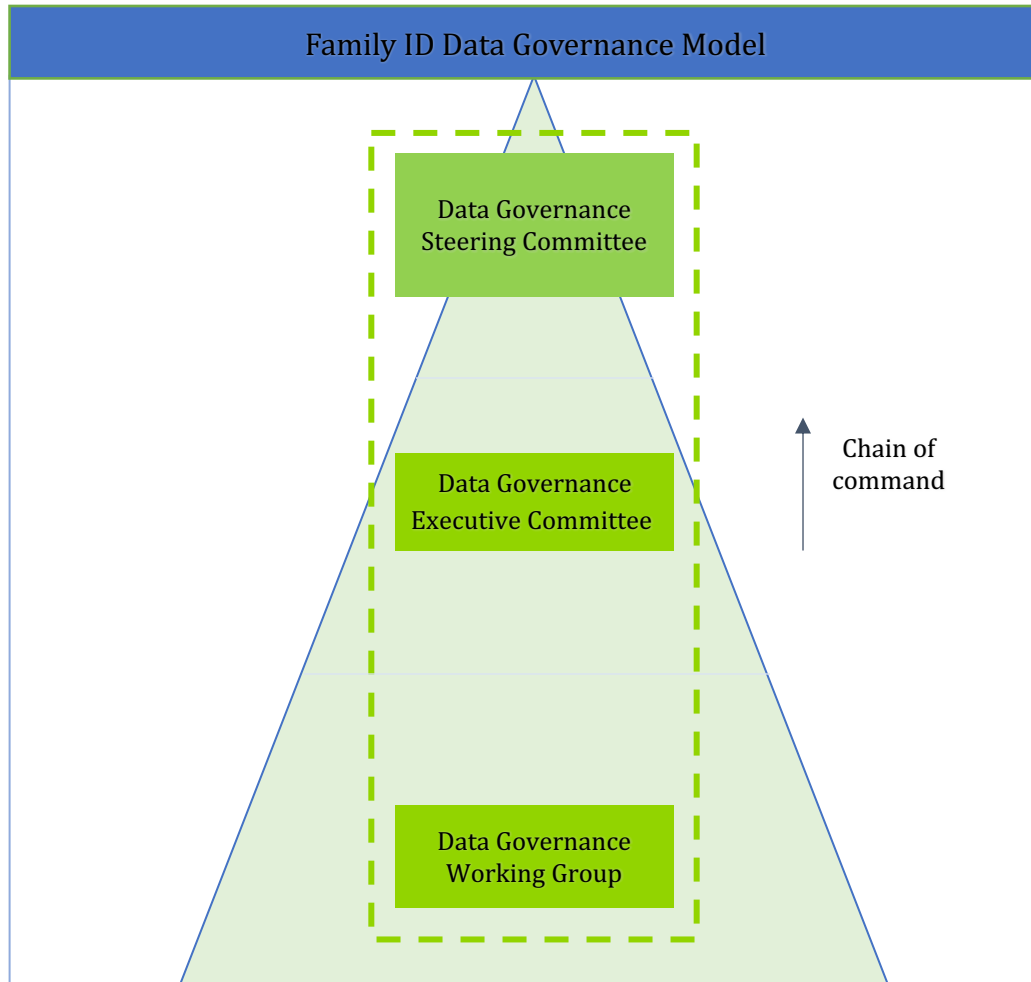 Family ID Data Governance Model
Data Governance
Steering Committee
Data Governance
Executive Committee
Chain of
command
Data Governance
Working Group